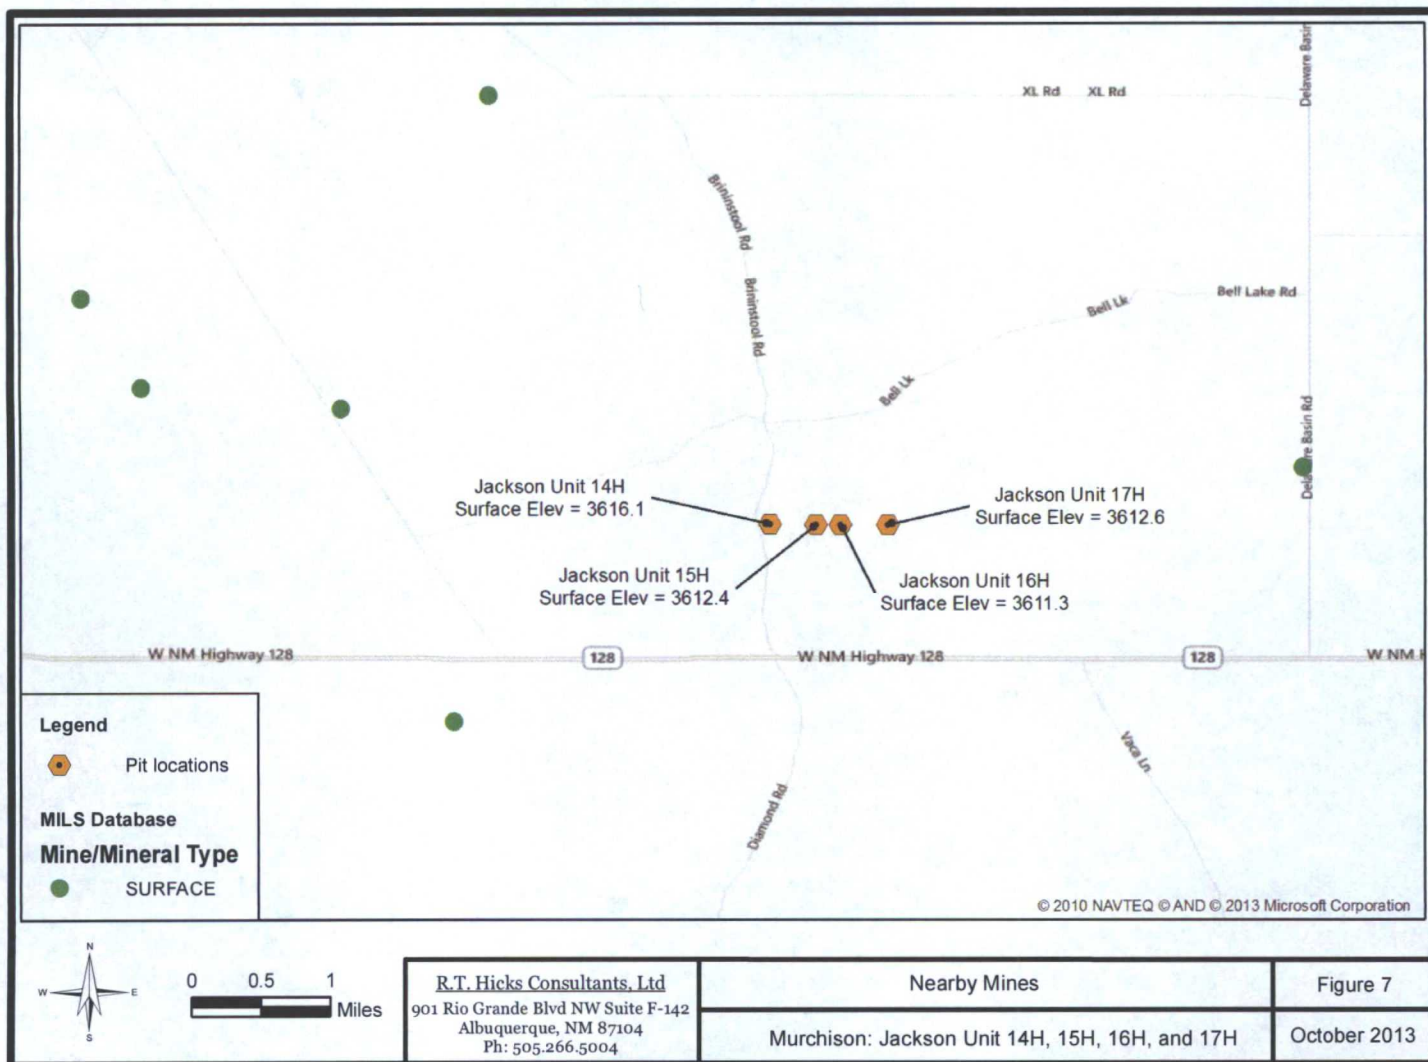 XL Rd XL Rd
Delaware Basin
Brininstool Rd
Brininstool Rd
Bell Lk
Bell Lake Rd
Bell Lk
Delaware Basin Rd
Jackson Unit 14H
Surface Elev = 3616.1
Jackson Unit 17H
Surface Elev = 3612.6
Jackson Unit 15H
Surface Elev = 3612.4
Jackson Unit 16H
Surface Elev = 3611.3
W NM Highway 128
128
W NM Highway 128
128
W NM H
Vaca Ln
Diamond Rd
Legend
Pit locations
MILS Database
Mine/Mineral Type
SURFACE
© 2010 NAVTEQ © AND © 2013 Microsoft Corporation
N
W E
S
0 0.5 1
Miles
R.T. Hicks Consultants, Ltd
901 Rio Grande Blvd NW Suite F-142
Albuquerque, NM 87104
Ph: 505.266.5004
Nearby Mines
Murchison: Jackson Unit 14H, 15H, 16H, and 17H
Figure 7
October 2013